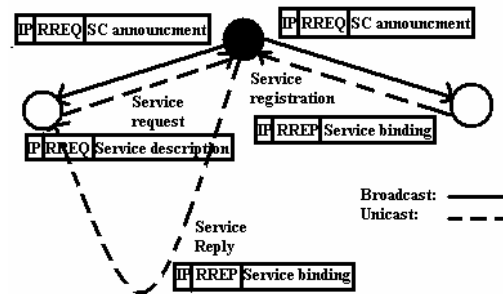 IP RREQ SC announcment
IP RREQ SC announcment
Service
request
Service
registration
IP RREQ Service description
IP RREP Service binding
Broadcast:
Unicast:
Service
Reply
IP RREP Service binding